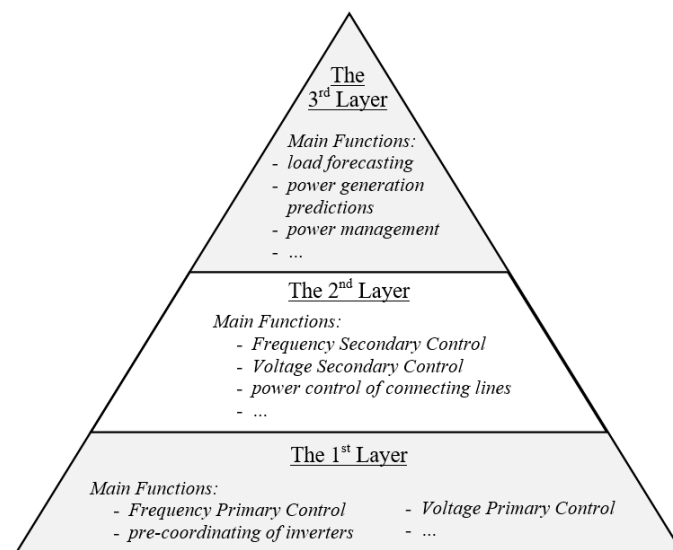 The
3rd Layer
Main Functions:
- load forecasting
- power generation
predictions
- power management
- ...
The 2nd Layer
Main Functions:
- Frequency Secondary Control
- Voltage Secondary Control
- power control of connecting lines
- ...
The 1st Layer
Main Functions:
- Frequency Primary Control
- pre-coordinating of inverters
- Voltage Primary Control
- ...